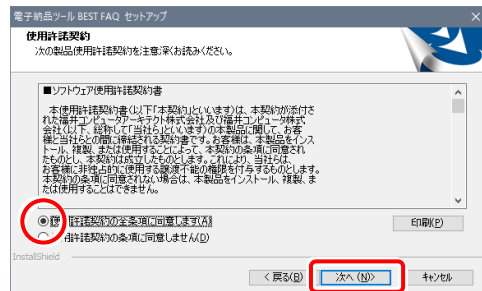 電子納品ツール BEST FAQ セットアップ
使用許諾契約
次の製品使用許諾契約を注意深くお読みください。
■ソフトウェア使用許諾契約書
本使用許諾契約書(以下「本契約」といいます)は、本契約が添付さ
れた福井コンピュータアーキテクト株式会社及び福井コンピュータ株式
会社(以下、総称して「当社ら」といいます)の本製品に関して、お客
様と当社らとの間に締結される契約書です。お客様は、本製品をインス
トール、複製、または使用することによって、本契約の条項に同意され
たものとし、本契約は成立したものとします。これにより、当社らは、
お客様に非独占的に使用する譲渡不能の権限を付与するものとします。
本契約の条項に同意されない場合は、本製品をインストール、複製、ま
たは使用することはできません。
使用許諾契約の全条項に同意します(A)
用許諾契約の条項に同意しません(D)
印刷(P)
InstallShield
< 戻る(B)
次へ (N)>
キャンセル